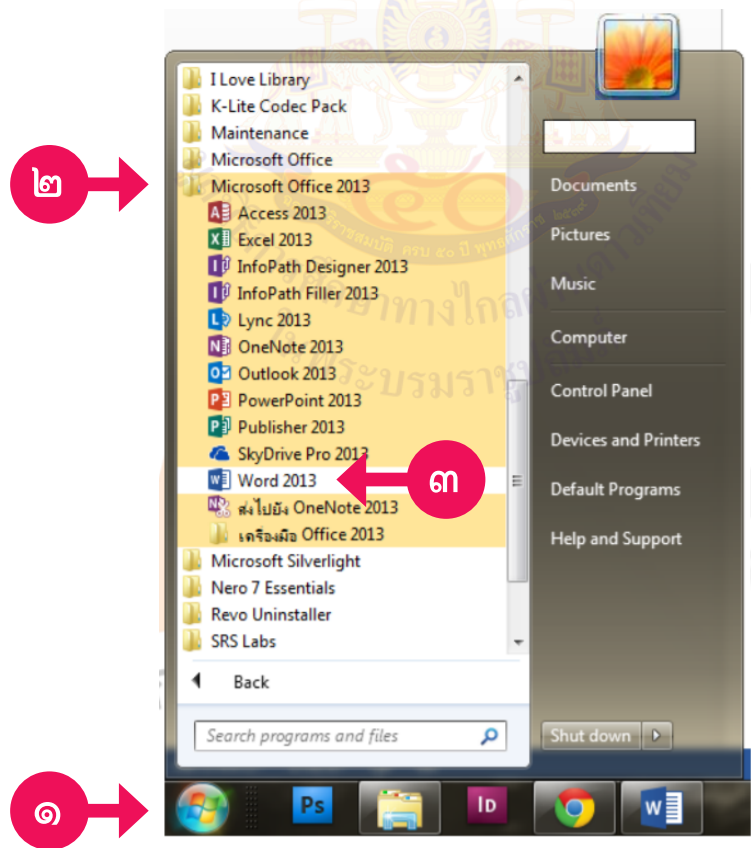 I Love Library
K-Lite Codec Pack
Maintenance
Microsoft Office
๒
Microsoft Office 2013
Access 2013
Excel 2013
InfoPath Designer 2013
InfoPath Filler 2013
Lync 2013
OneNote 2013
Outlook 2013
PowerPoint 2013
Publisher 2013
SkyDrive Pro 2013
Word 2013
๓
ส่งไปยัง OneNote 2013
เครื่องมือ Office 2013
Microsoft Silverlight
Nero 7 Essentials
Revo Uninstaller
SRS Labs
Back
Search programs and files
Documents
Pictures
Music
Computer
Control Panel
Devices and Printers
Default Programs
Help and Support
Shut down
๑
Ps
ID
W